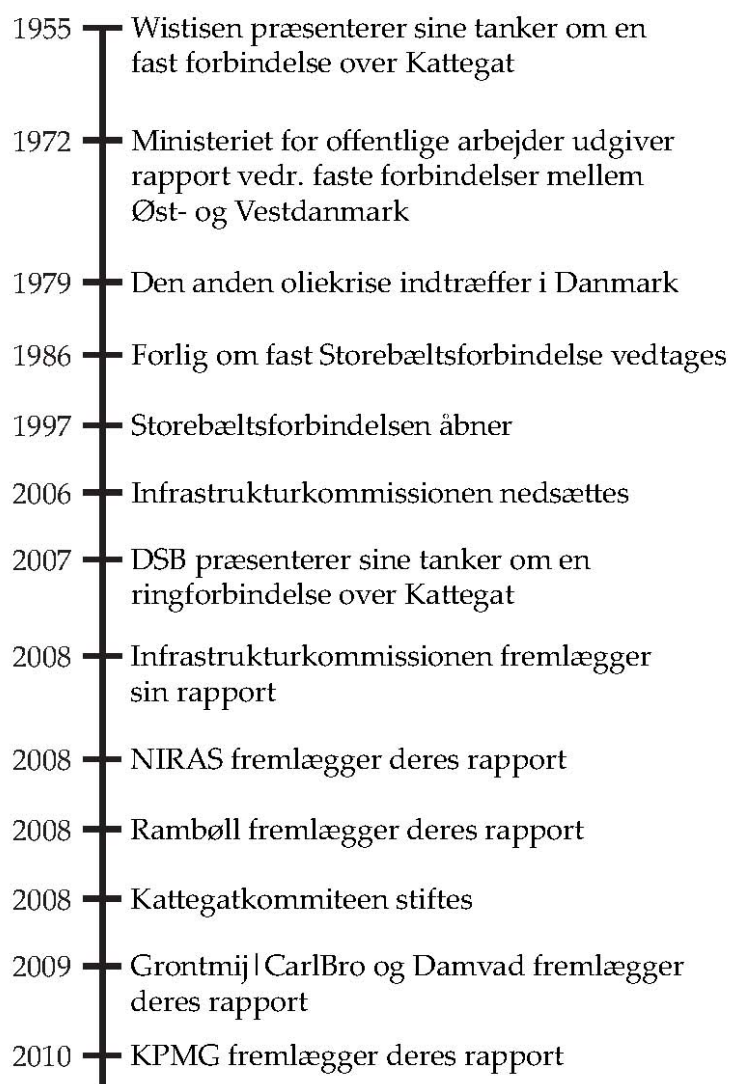 1955 Wistisen præsenterer sine tanker om en
fast forbindelse over Kattegat
1972 Ministeriet for offentlige arbejder udgiver
rapport vedr. faste forbindelser mellem
Øst- og Vestdanmark
1979 Den anden oliekrise indtræffer i Danmark
1986 Forlig om fast Storebæltsforbindelse vedtages
1997 Storebæltsforbindelsen åbner
2006 Infrastrukturkommissionen nedsættes
2007 DSB præsenterer sine tanker om en
ringforbindelse over Kattegat
2008 Infrastrukturkommissionen fremlægger
sin rapport
2008 NIRAS fremlægger deres rapport
2008 Rambøll fremlægger deres rapport
2008 Kattegatkommiteen stiftes
2009 Grontmij|CarlBro og Damvad fremlægger
deres rapport
2010 KPMG fremlægger deres rapport